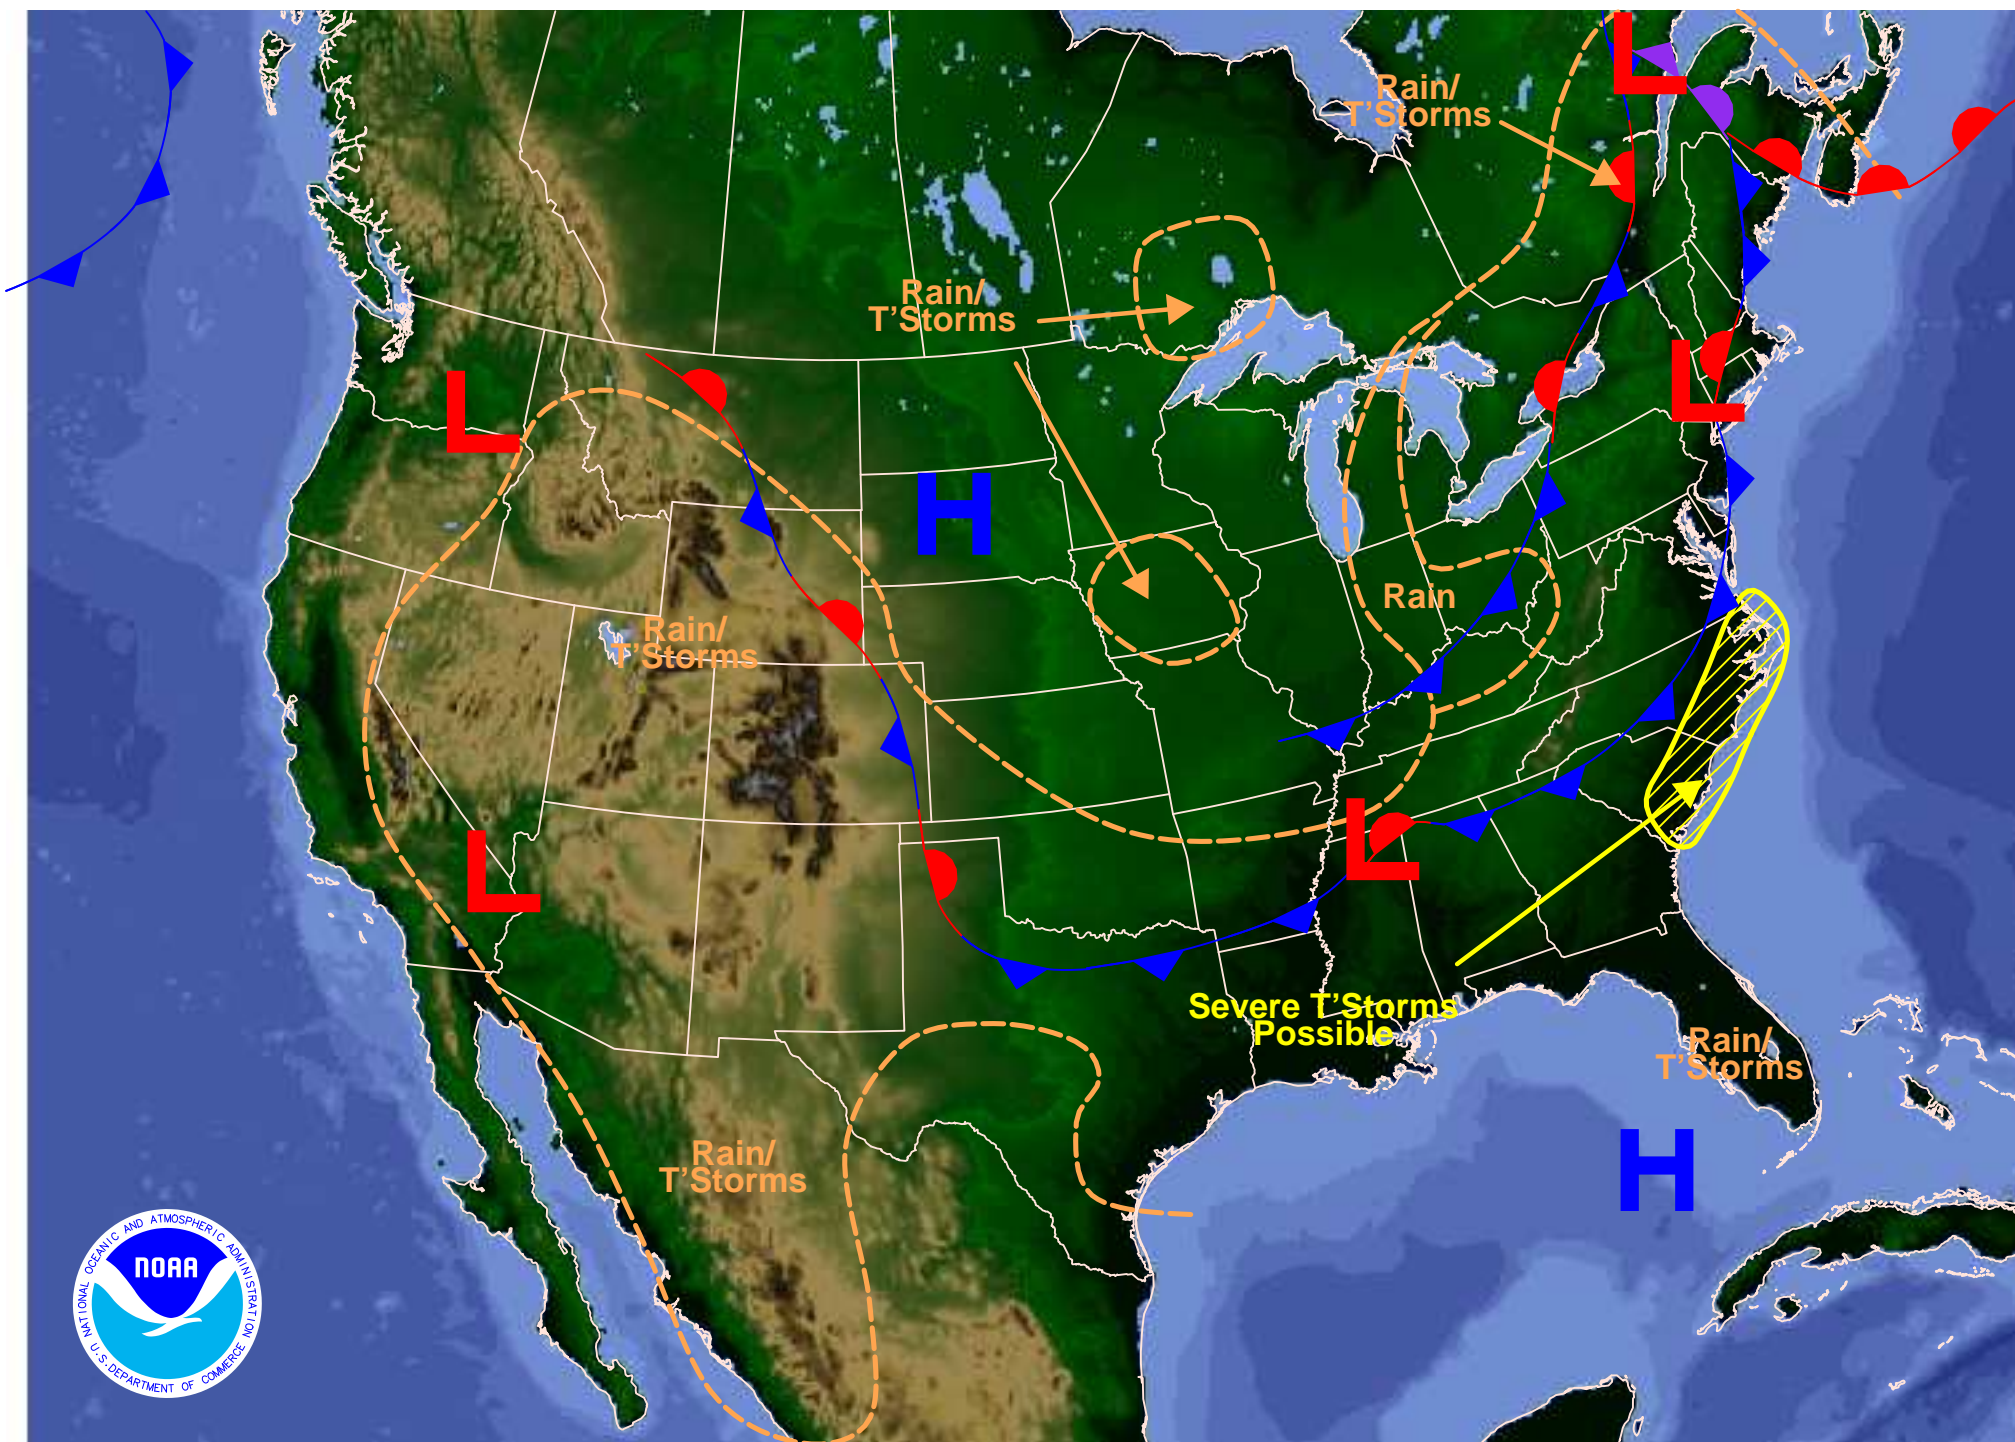 L
Rain/
T'Storms
Rain/
T'Storms
L
L
H
Rain
Rain/
T'Storms
L
L
Severe T'Storms
Possible
Rain/
T'Storms
Rain/
T'Storms
H
NATIONAL OCEANIC AND ATMOSPHERIC ADMINISTRATION
NOAA
U.S. DEPARTMENT OF COMMERCE